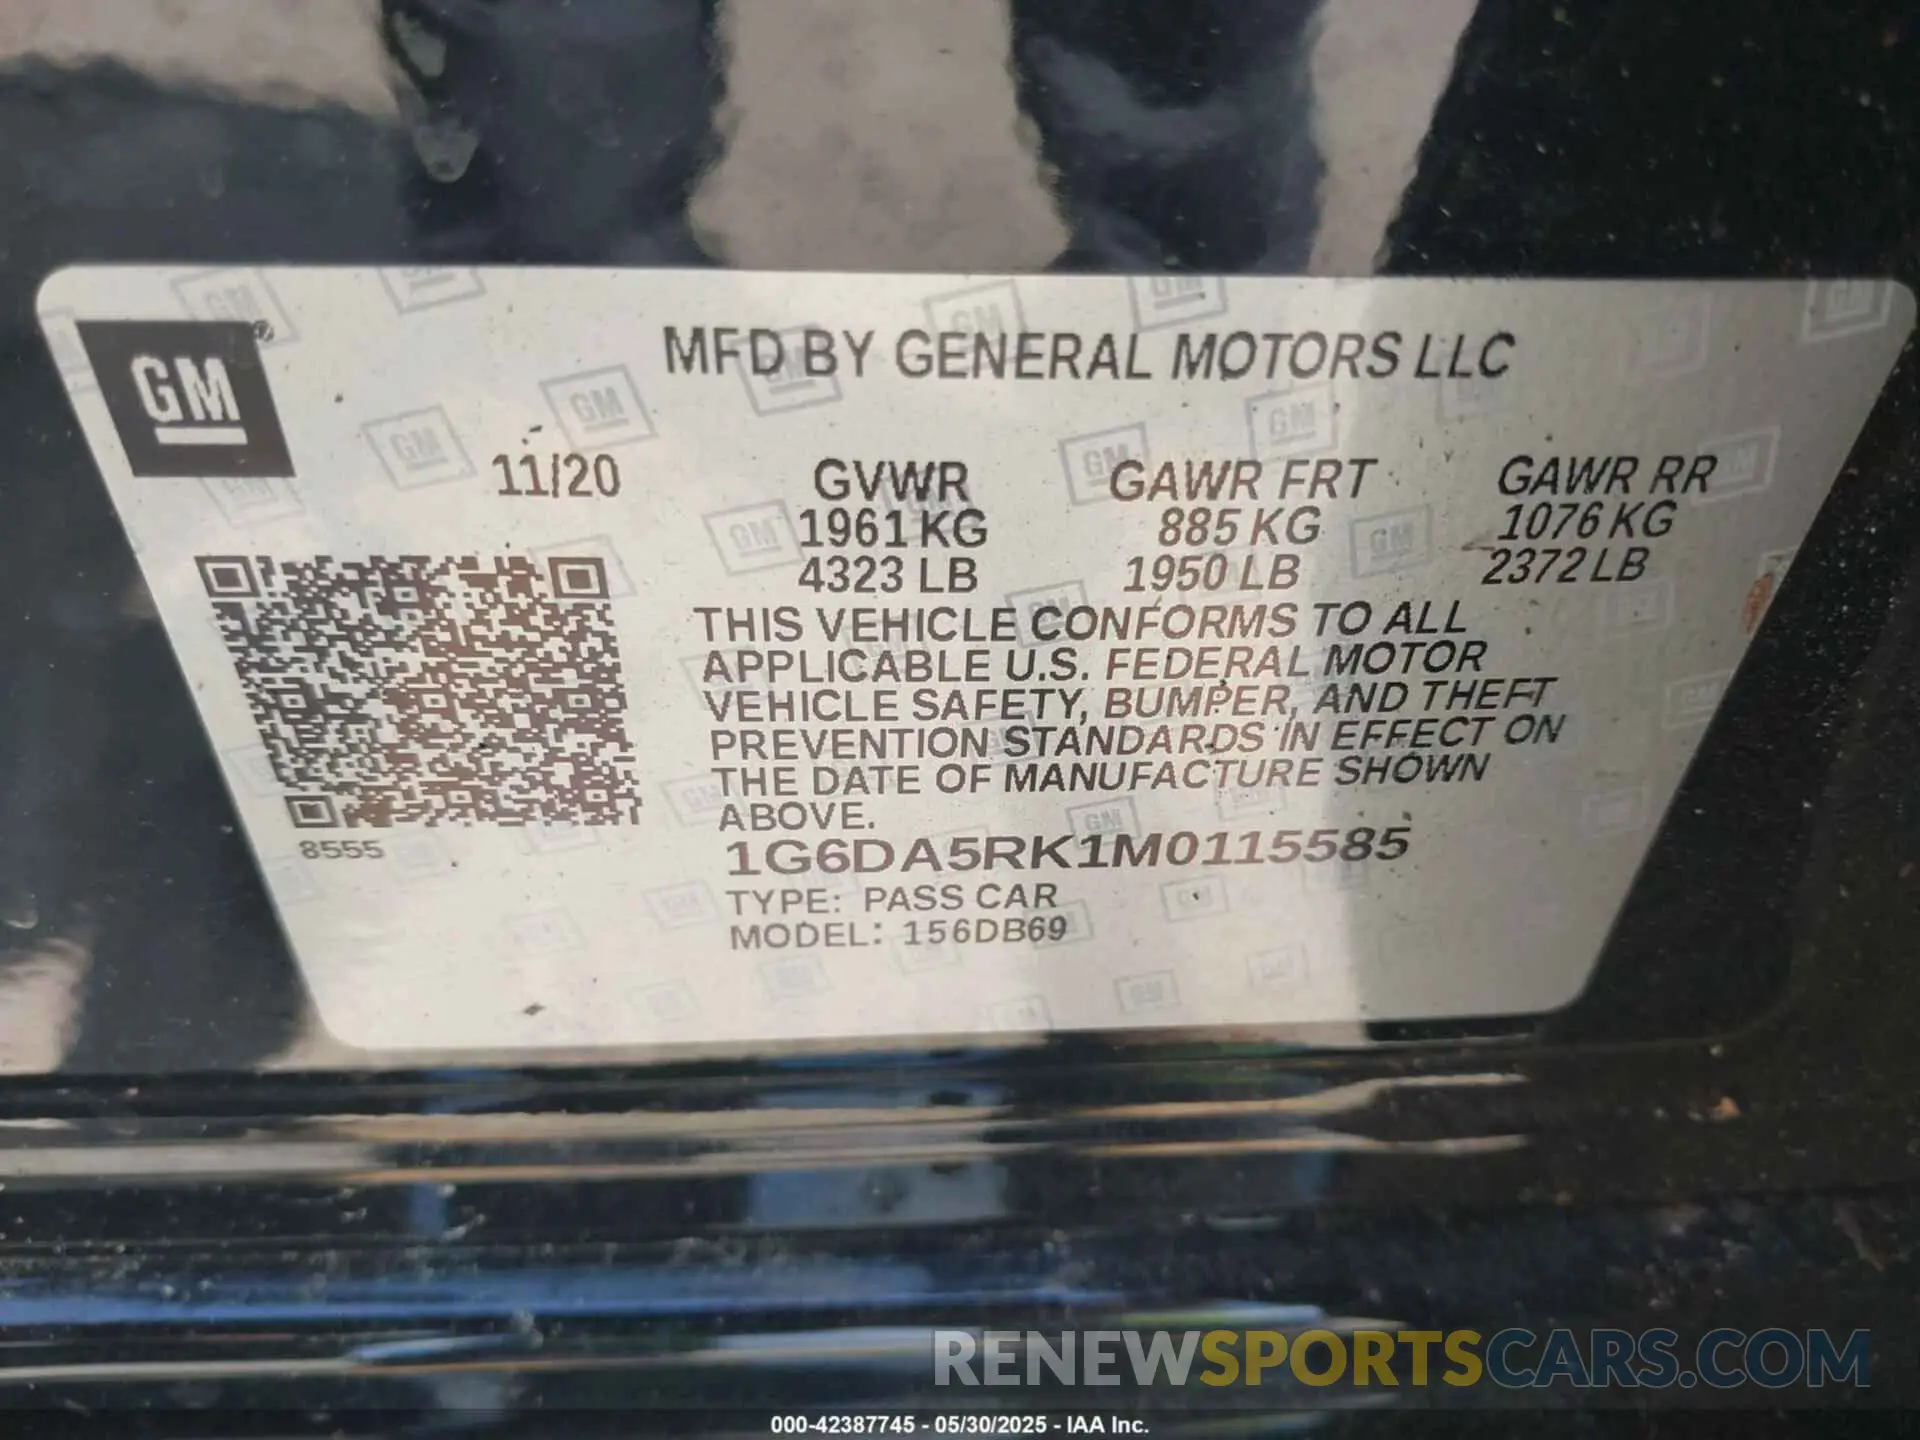 GM®
MFD BY GENERAL MOTORS LLC
11/20 GVWR GAWR FRT GAWR RR
1961 KG 885 KG 1076 KG
4323 LB 1950 LB 2372 LB
THIS VEHICLE CONFORMS TO ALL
APPLICABLE U.S. FEDERAL MOTOR
VEHICLE SAFETY, BUMPER, AND THEFT
PREVENTION STANDARDS IN EFFECT ON
THE DATE OF MANUFACTURE SHOWN
ABOVE.
8555
1G6DA5RK1M0115585
TYPE: PASS CAR
MODEL: 156DB69
RENEWSPORTSCARS.COM
000-42387745 - 05/30/2025 - IAA Inc.